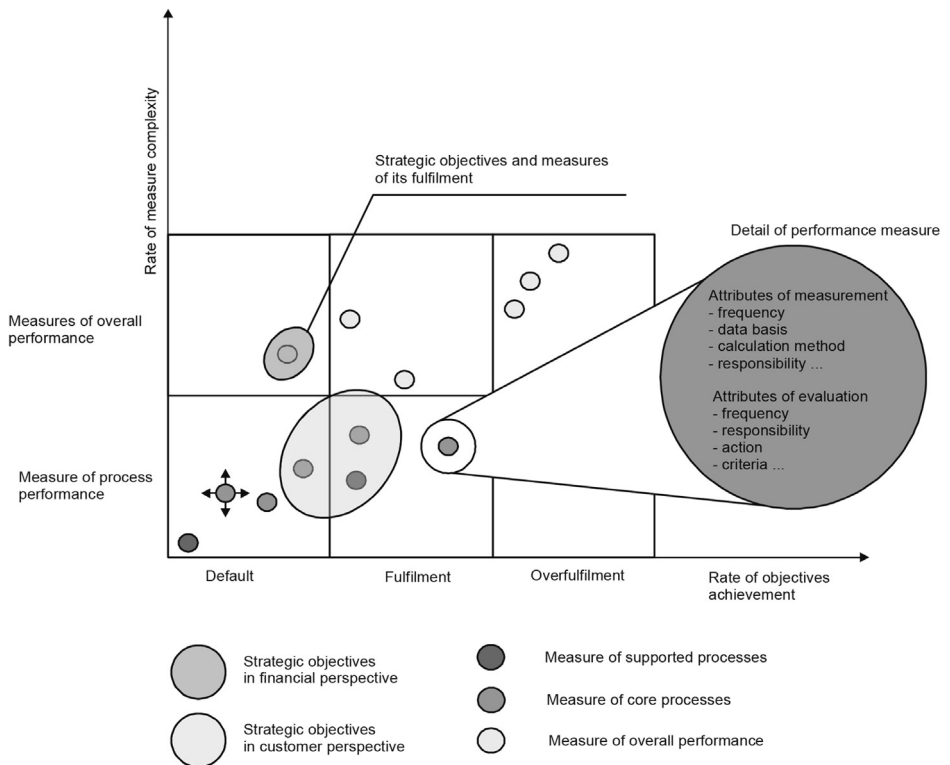 Rate of measure complexity
Strategic objectives and measures
of its fulfilment
Detail of performance measure
Attributes of measurement
- frequency
- data basis
- calculation method
- responsibility ...
Attributes of evaluation
- frequency
- responsibility
- action
- criteria ...
Measures of overall
performance
Measure of process
performance
Default
Fulfilment
Overfulfilment
Rate of objectives
achievement
Strategic objectives
in financial perspective
Strategic objectives
in customer perspective
Measure of supported processes
Measure of core processes
Measure of overall performance